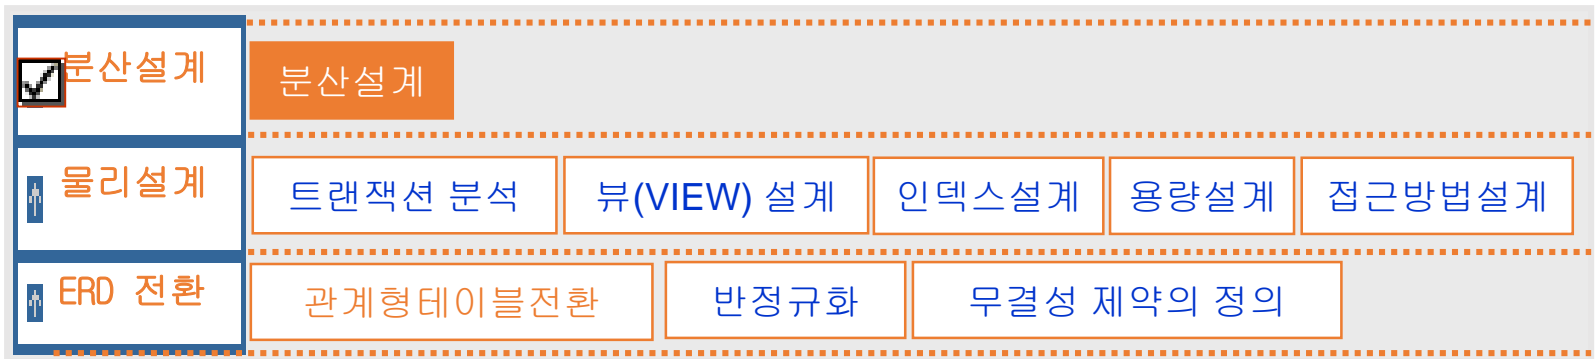 분산설계
분산설계
물리설계
트랜잭션 분석
뷰(VIEW) 설계
인덱스설계
용량설계
접근방법설계
ERD 전환
관계형테이블전환
반정규화
무결성 제약의 정의